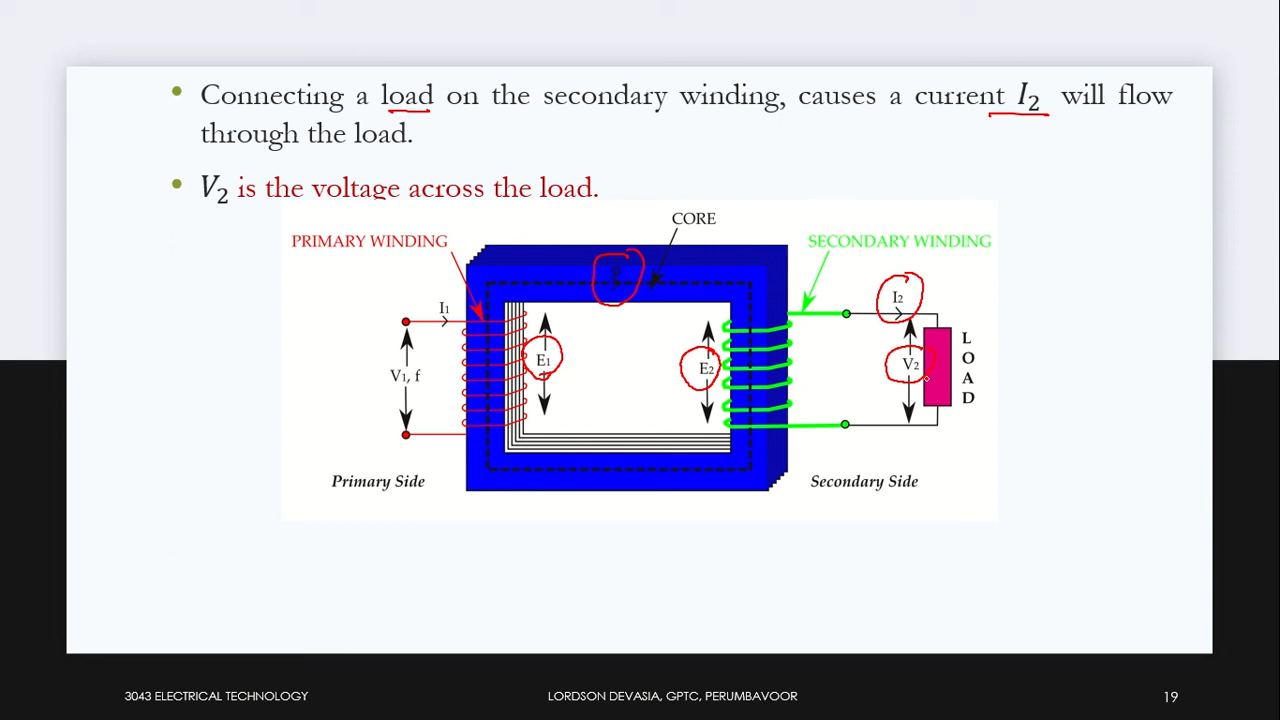 • Connecting a load on the secondary winding, causes a current I₂ will flow
through the load.
• V₂ is the voltage across the load.
CORE
PRIMARY WINDING
SECONDARY WINDING
I₁
I₂
E₁
E₂
V₁, f
V₂
L
O
A
D
Primary Side
Secondary Side
3043 ELECTRICAL TECHNOLOGY
LORDSON DEVASIA, GPTC, PERUMBAVOOR
19